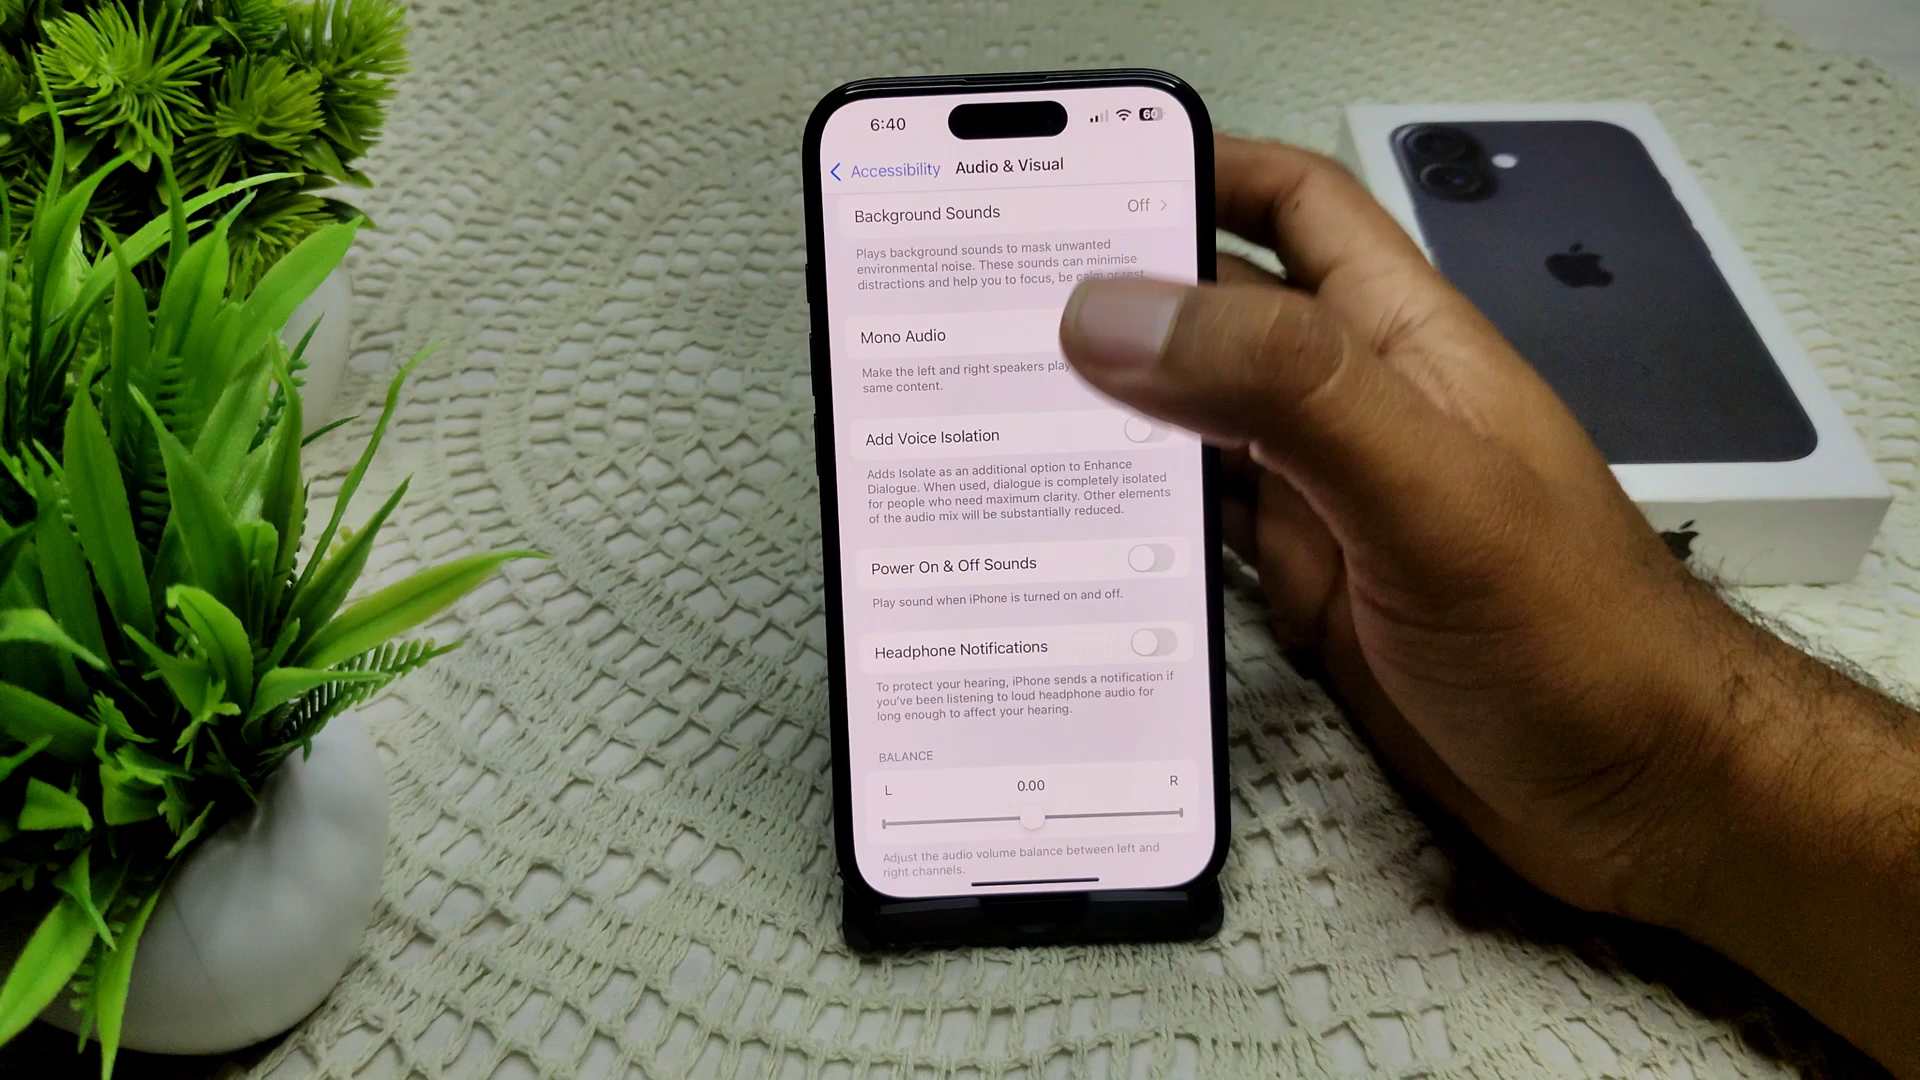 6:40
60
Accessibility Audio & Visual
Background Sounds Off
Plays background sounds to mask unwanted
environmental noise. These sounds can minimise
distractions and help you to focus, be calm or rest.
Mono Audio
Make the left and right speakers play
same content.
Add Voice Isolation
Adds Isolate as an additional option to Enhance
Dialogue. When used, dialogue is completely isolated
for people who need maximum clarity. Other elements
of the audio mix will be substantially reduced.
Power On & Off Sounds
Play sound when iPhone is turned on and off.
Headphone Notifications
To protect your hearing, iPhone sends a notification if
you've been listening to loud headphone audio for
long enough to affect your hearing.
BALANCE
L 0.00 R
Adjust the audio volume balance between left and
right channels.